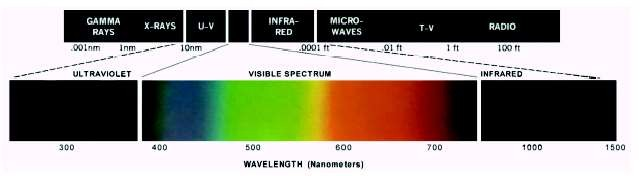 GAMMA RAYS X-RAYS U-V INFRA-RED MICRO-WAVES T-V RADIO
.001nm 1nm 10nm .0001 ft .01 ft 1 ft 100 ft
ULTRAVIOLET VISIBLE SPECTRUM INFRARED
300 400 500 600 700 1000 1500
WAVELENGTH (Nanometers)